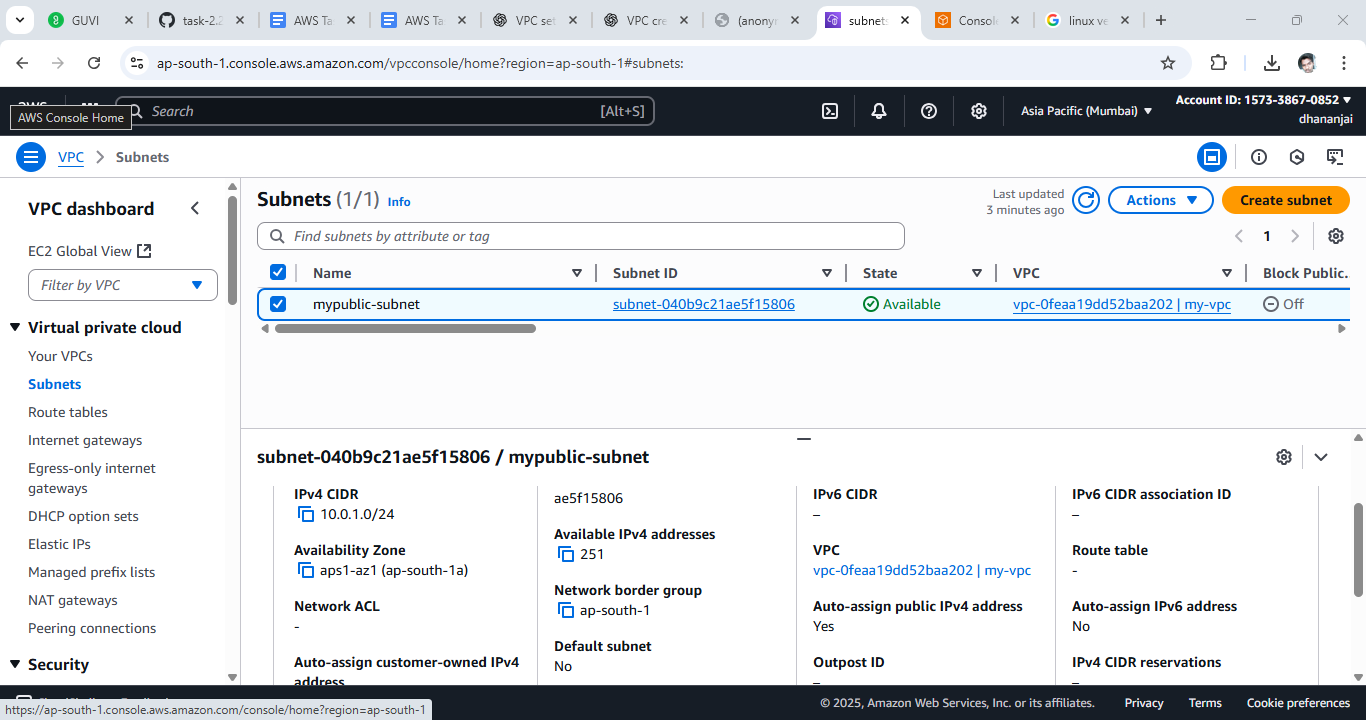 GUVI
task-2.2
AWS Ta
AWS Ta
VPC set
VPC cre
(anonyn
subnets
Console
linux ve
ap-south-1.console.aws.amazon.com/vpcconsole/home?region=ap-south-1#subnets:
aws
Search
[Alt+S]
Asia Pacific (Mumbai)
Account ID: 1573-3867-0852
dhananjai
AWS Console Home
VPC
Subnets
VPC dashboard
EC2 Global View
Filter by VPC
Virtual private cloud
Your VPCs
Subnets
Route tables
Internet gateways
Egress-only internet
gateways
DHCP option sets
Elastic IPs
Managed prefix lists
NAT gateways
Peering connections
Security
Subnets (1/1) Info
Last updated
3 minutes ago
Actions
Create subnet
Find subnets by attribute or tag
1
Name
Subnet ID
State
VPC
Block Public.
mypublic-subnet
subnet-040b9c21ae5f15806
Available
vpc-0feaa19dd52baa202 | my-vpc
Off
subnet-040b9c21ae5f15806 / mypublic-subnet
IPv4 CIDR
10.0.1.0/24
Availability Zone
aps1-az1 (ap-south-1a)
Network ACL
-
Auto-assign customer-owned IPv4
address
ae5f15806
Available IPv4 addresses
251
Network border group
ap-south-1
Default subnet
No
IPv6 CIDR
–
VPC
vpc-0feaa19dd52baa202 | my-vpc
Auto-assign public IPv4 address
Yes
Outpost ID
–
IPv6 CIDR association ID
–
Route table
-
Auto-assign IPv6 address
No
IPv4 CIDR reservations
–
© 2025, Amazon Web Services, Inc. or its affiliates.
Privacy
Terms
Cookie preferences
https://ap-south-1.console.aws.amazon.com/console/home?region=ap-south-1